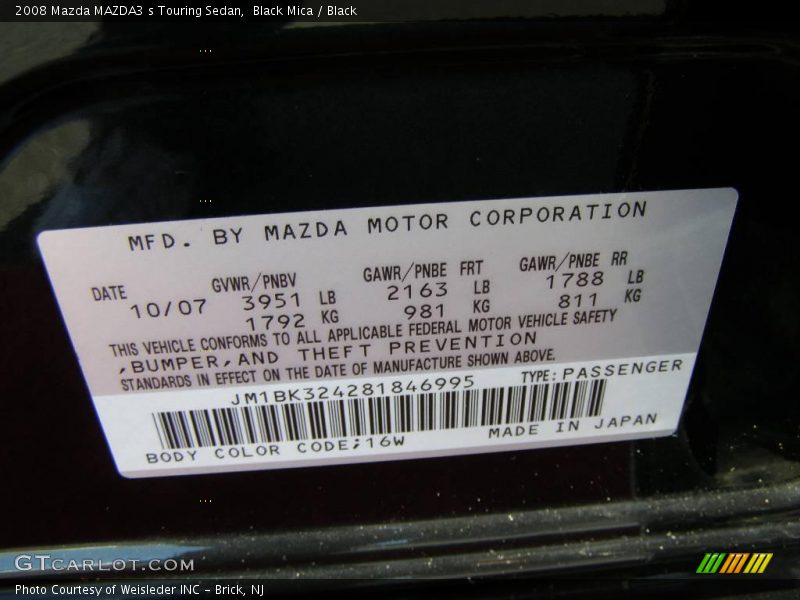 2008 Mazda MAZDA3 s Touring Sedan,  Black Mica / Black
MFD. BY MAZDA MOTOR CORPORATION
DATE GVWR/PNBV GAWR/PNBE FRT GAWR/PNBE RR
10/07 3951 LB 2163 LB 1788 LB
1792 KG 981 KG 811 KG
THIS VEHICLE CONFORMS TO ALL APPLICABLE FEDERAL MOTOR VEHICLE SAFETY
,BUMPER,AND THEFT PREVENTION
STANDARDS IN EFFECT ON THE DATE OF MANUFACTURE SHOWN ABOVE.
JM1BK324281846995 TYPE:PASSENGER
BODY COLOR CODE;16W MADE IN JAPAN
GTCARLOT.COM
Photo Courtesy of Weisleder INC – Brick, NJ